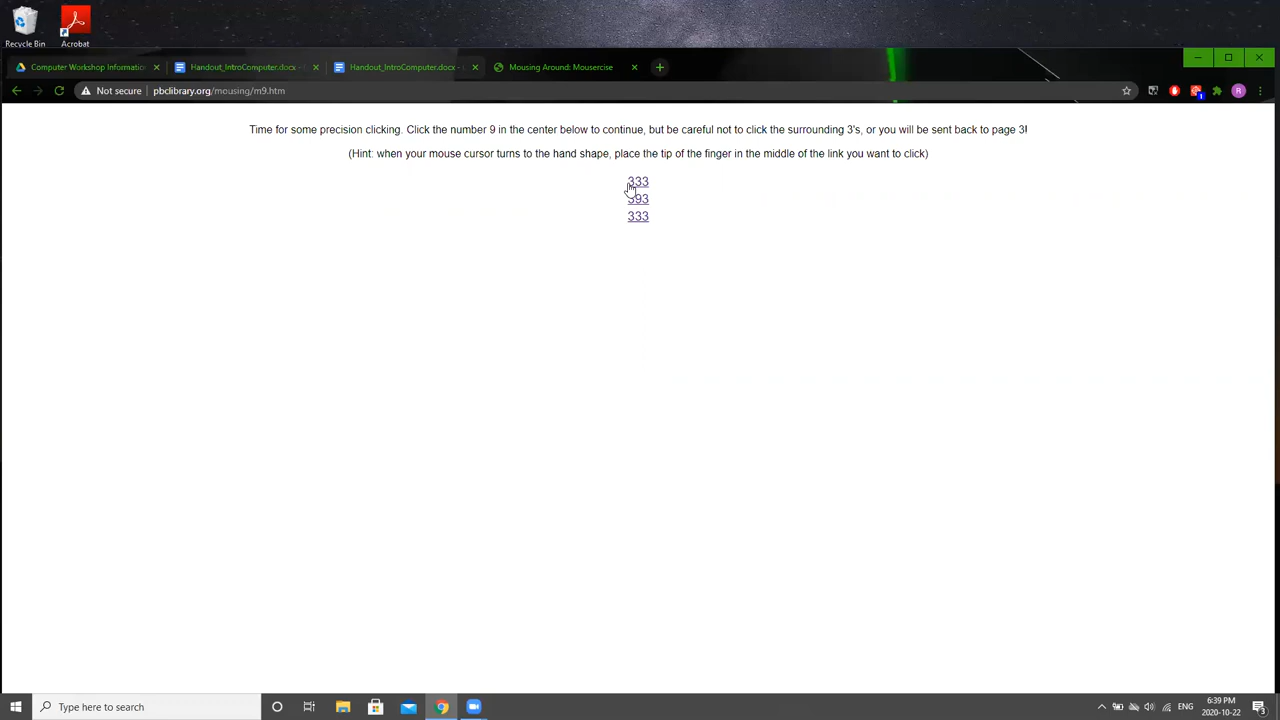 Recycle Bin
Acrobat
Computer Workshop Informatio
Handout_IntroComputer.docx -
Handout_IntroComputer.docx -
Mousing Around: Mousercise
Not secure
pbclibrary.org/mousing/m9.htm
R
1
Time for some precision clicking. Click the number 9 in the center below to continue, but be careful not to click the surrounding 3's, or you will be sent back to page 3!
(Hint: when your mouse cursor turns to the hand shape, place the tip of the finger in the middle of the link you want to click)
333
393
333
Type here to search
ENG
6:39 PM
2020-10-22
3